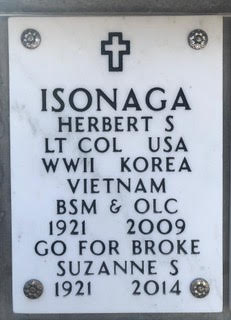 ISONAGA
HERBERT S
LT COL USA
WWII KOREA
VIETNAM
BSM & OLC
1921 2009
GO FOR BROKE
SUZANNE S
1921 2014